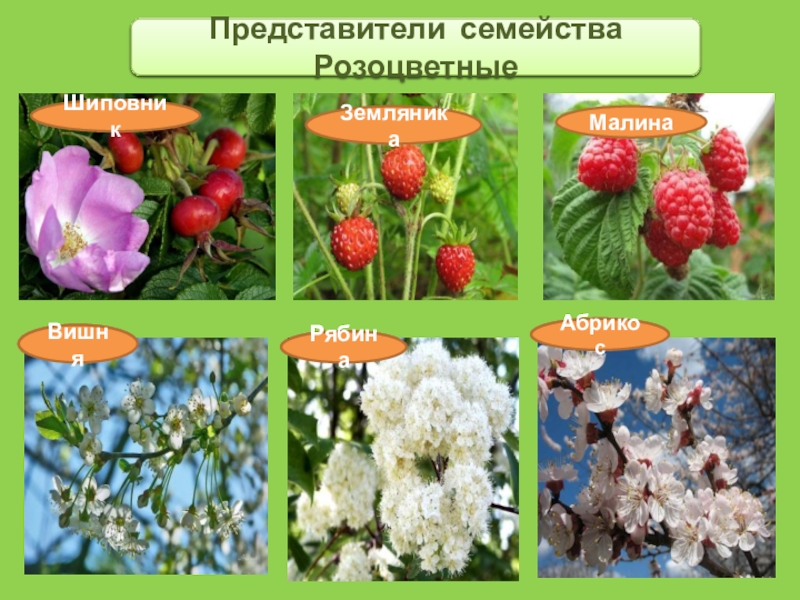 Представители семейства
Розоцветные
Шиповни
к
Земляник
а
Малина
Вишн
я
Рябин
а
Абрико
с